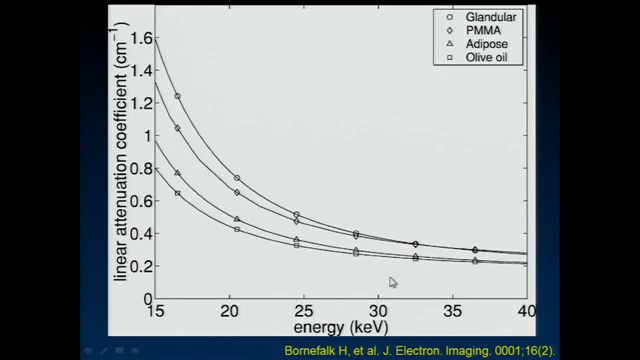 Glandular
PMMA
Adipose
Olive oil
linear attenuation coefficient (cm⁻¹)
1.6
1.4
1.2
1
0.8
0.6
0.4
0.2
0
15 20 25 30 35 40
energy (keV)
Bornefalk H, et al. J. Electron. Imaging. 0001;16(2).